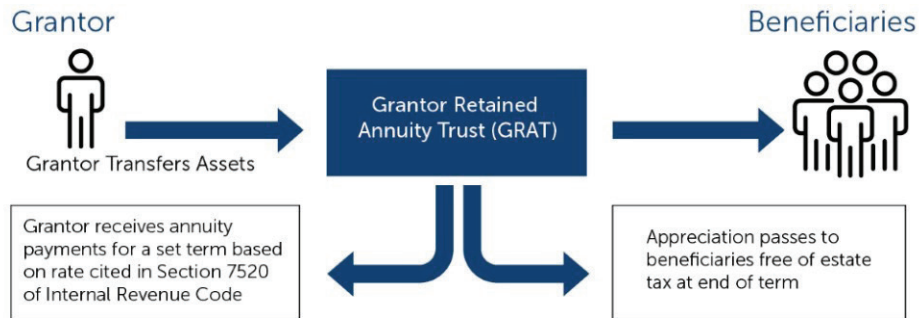 Grantor
Beneficiaries
Grantor Retained
Annuity Trust (GRAT)
Grantor Transfers Assets
Grantor receives annuity
payments for a set term based
on rate cited in Section 7520
of Internal Revenue Code
Appreciation passes to
beneficiaries free of estate
tax at end of term